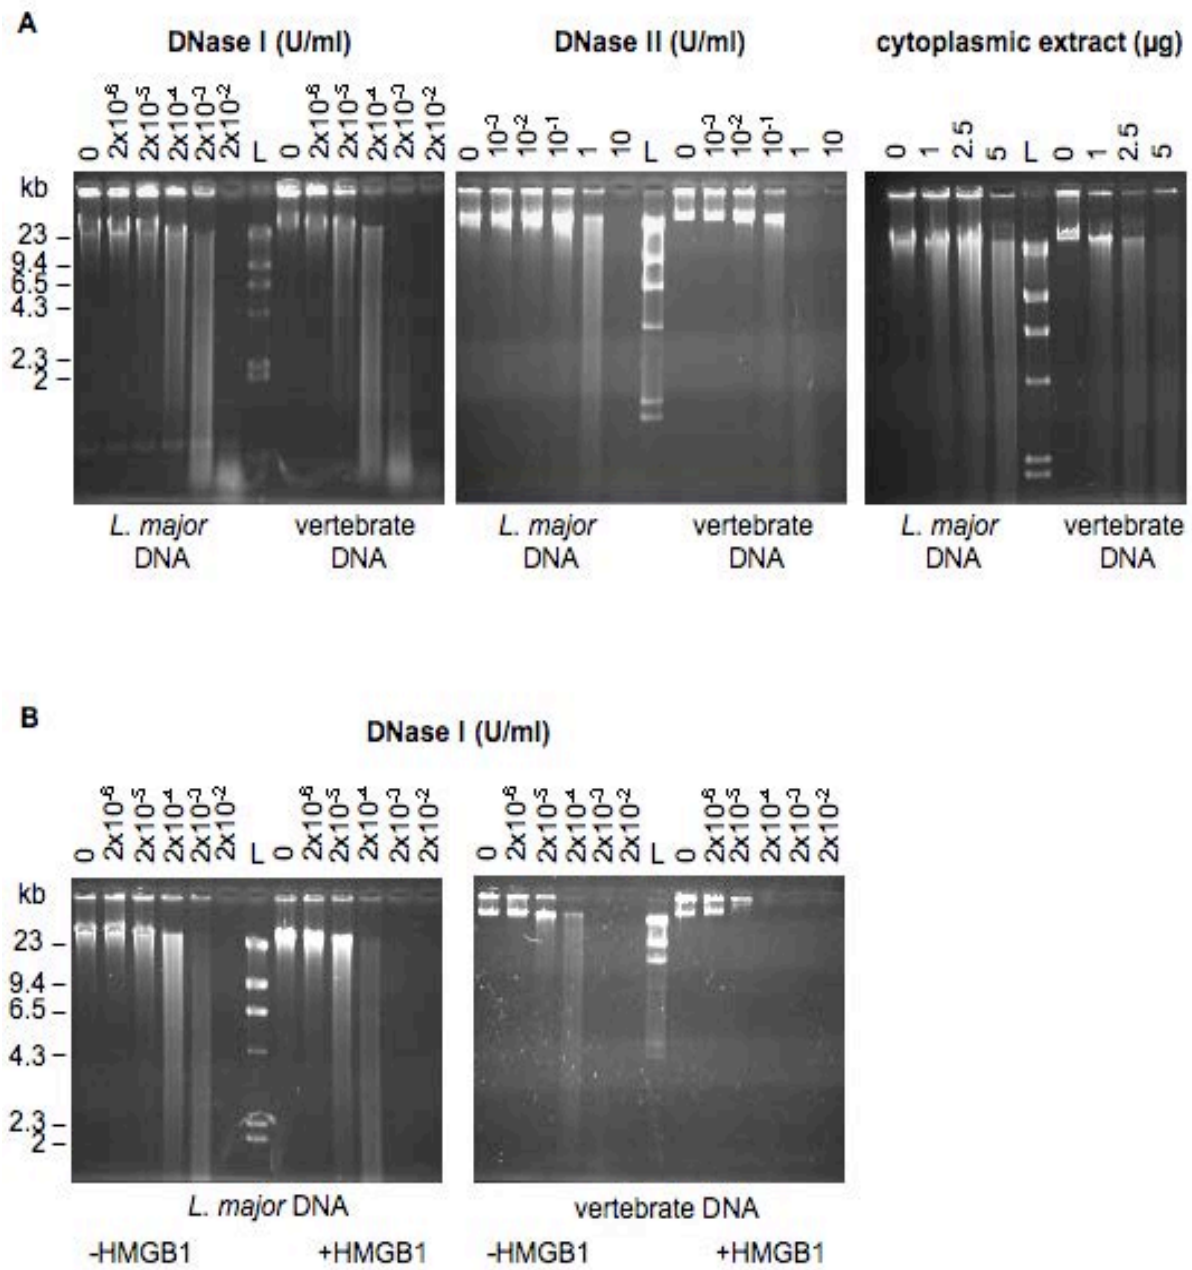 A
DNase I (U/ml)
DNase II (U/ml)
cytoplasmic extract (µg)
0 2x10⁻⁶ 2x10⁻⁵ 2x10⁻⁴ 2x10⁻³ 2x10⁻² L 0 2x10⁻⁶ 2x10⁻⁵ 2x10⁻⁴ 2x10⁻³ 2x10⁻²
0 10⁻³ 10⁻² 10⁻¹ 1 10 L 0 10⁻³ 10⁻² 10⁻¹ 1 10
0 1 2.5 5 L 0 1 2.5 5
kb
23
9.4
6.5
4.3
2.3
2
L. major
DNA
vertebrate
DNA
L. major
DNA
vertebrate
DNA
L. major
DNA
vertebrate
DNA
B
DNase I (U/ml)
0 2x10⁻⁶ 2x10⁻⁵ 2x10⁻⁴ 2x10⁻³ 2x10⁻² L 0 2x10⁻⁶ 2x10⁻⁵ 2x10⁻⁴ 2x10⁻³ 2x10⁻²
0 2x10⁻⁶ 2x10⁻⁵ 2x10⁻⁴ 2x10⁻³ 2x10⁻² L 0 2x10⁻⁶ 2x10⁻⁵ 2x10⁻⁴ 2x10⁻³ 2x10⁻²
kb
23
9.4
6.5
4.3
2.3
2
L. major DNA
vertebrate DNA
-HMGB1
+HMGB1
-HMGB1
+HMGB1